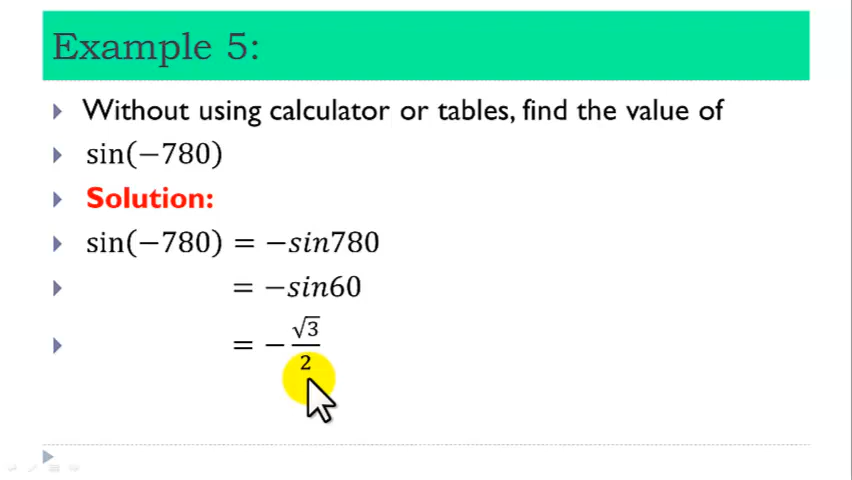 Example 5:
Without using calculator or tables, find the value of
sin(−780)
Solution:
sin(−780) = −sin780
= −sin60
= −√3/2